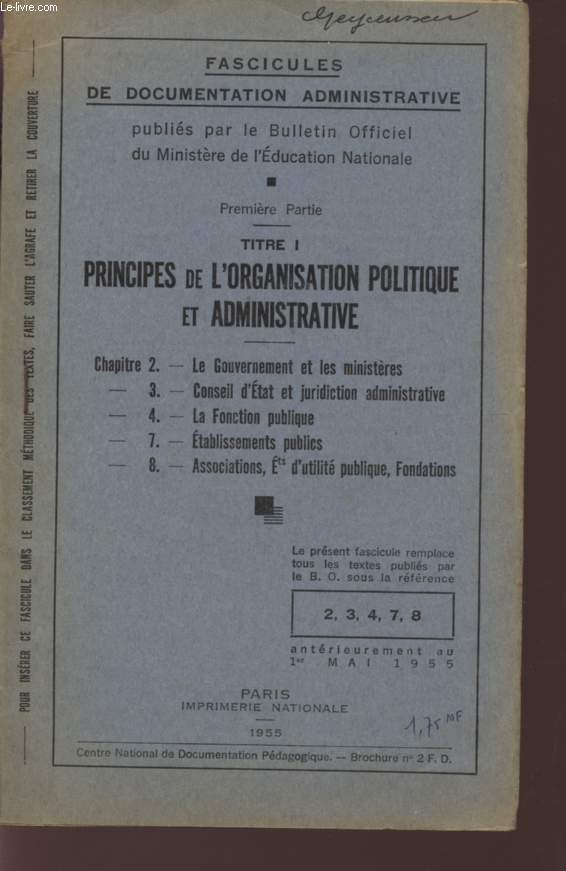 Le-livre.com
FASCICULES
DE DOCUMENTATION ADMINISTRATIVE
publiés par le Bulletin Officiel
du Ministère de l'Éducation Nationale
Première Partie
TITRE I
PRINCIPES DE L'ORGANISATION POLITIQUE
ET ADMINISTRATIVE
Chapitre 2. — Le Gouvernement et les ministères
— 3. — Conseil d'État et juridiction administrative
— 4. — La Fonction publique
— 7. — Établissements publics
— 8. — Associations, Éts d'utilité publique, Fondations
Le présent fascicule remplace
tous les textes publiés par
le B. O. sous la référence
2, 3, 4, 7, 8
antérieurement au
1er MAI 1955
PARIS
IMPRIMERIE NATIONALE
1955
1,75 MF
Centre National de Documentation Pédagogique. — Brochure n° 2 F. D.
POUR INSÉRER CE FASCICULE DANS LE CLASSEMENT MÉTHODIQUE DES TEXTES, FAIRE SAUTER L'AGRAFE ET RETIRER LA COUVERTURE